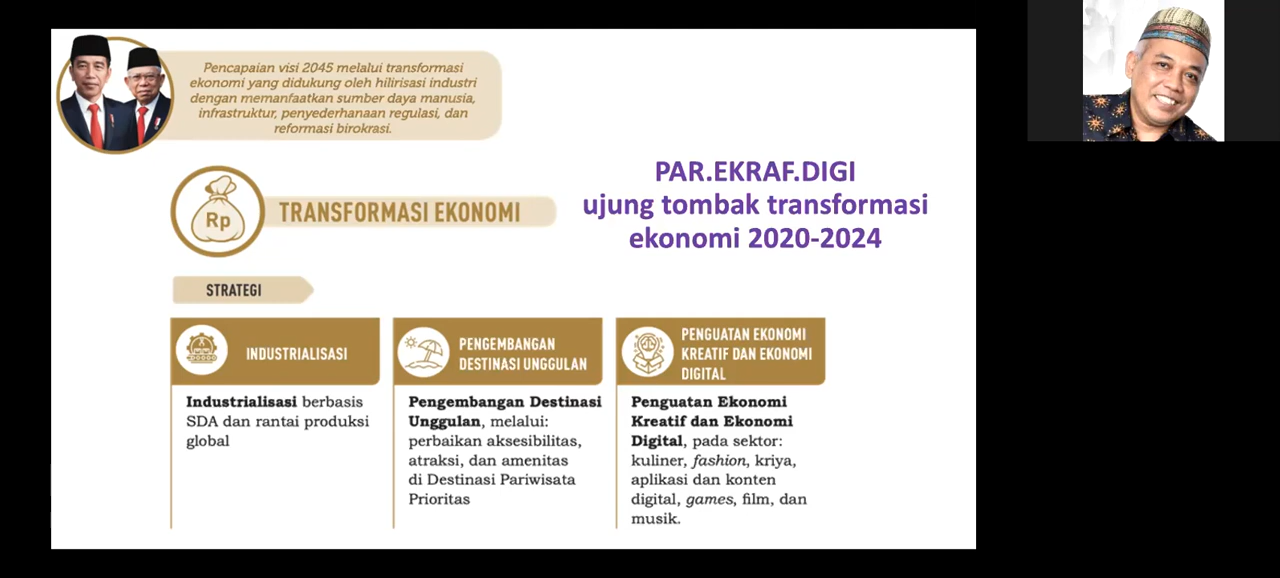 Pencapaian visi 2045 melalui transformasi
ekonomi yang didukung oleh hilirisasi industri
dengan memanfaatkan sumber daya manusia,
infrastruktur, penyederhanaan regulasi, dan
reformasi birokrasi.
Rp
TRANSFORMASI EKONOMI
PAR.EKRAF.DIGI
ujung tombak transformasi
ekonomi 2020-2024
STRATEGI
INDUSTRIALISASI
Industrialisasi berbasis
SDA dan rantai produksi
global
PENGEMBANGAN
DESTINASI UNGGULAN
Pengembangan Destinasi
Unggulan, melalui:
perbaikan aksesibilitas,
atraksi, dan amenitas
di Destinasi Pariwisata
Prioritas
PENGUATAN EKONOMI
KREATIF DAN EKONOMI
DIGITAL
Penguatan Ekonomi
Kreatif dan Ekonomi
Digital, pada sektor:
kuliner, fashion, kriya,
aplikasi dan konten
digital, games, film, dan
musik.